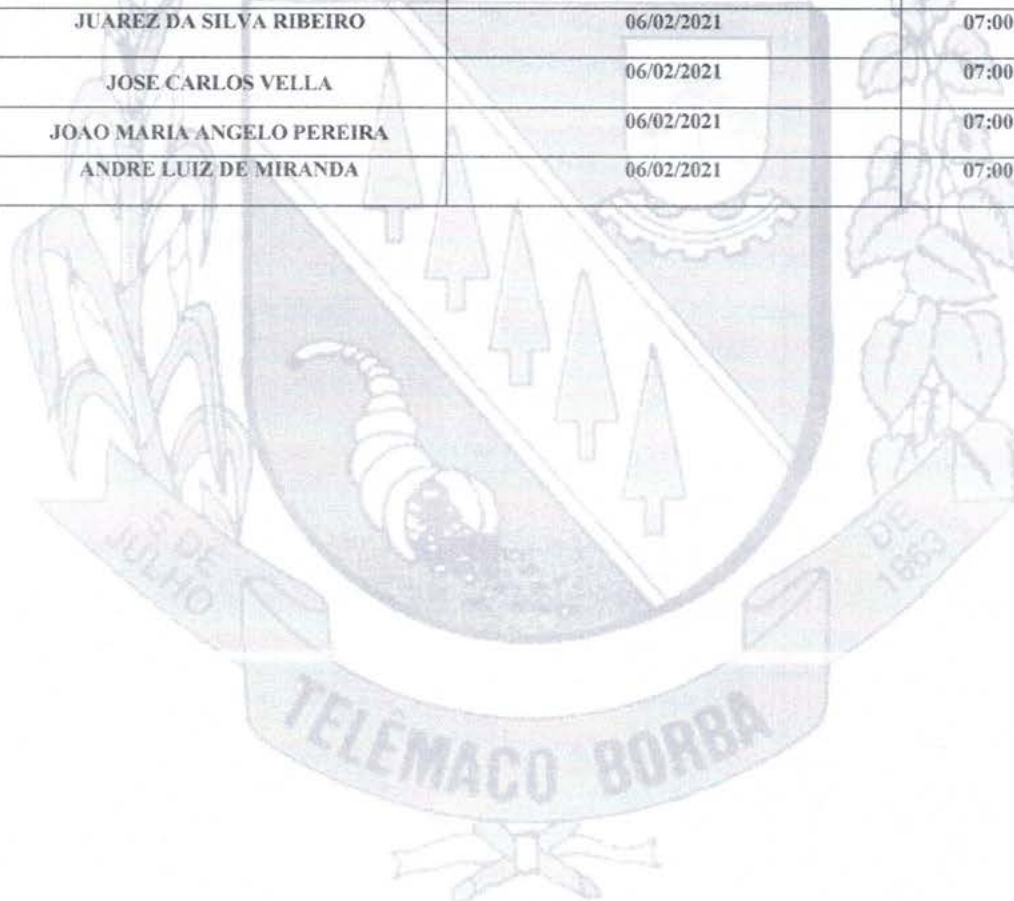 JUAREZ DA SILVA RIBEIRO 06/02/2021 07:00
JOSE CARLOS VELLA 06/02/2021 07:00
JOAO MARIA ANGELO PEREIRA 06/02/2021 07:00
ANDRE LUIZ DE MIRANDA 06/02/2021 07:00
5 DE
JULHO
DE
1963
TELÊMACO BORBA